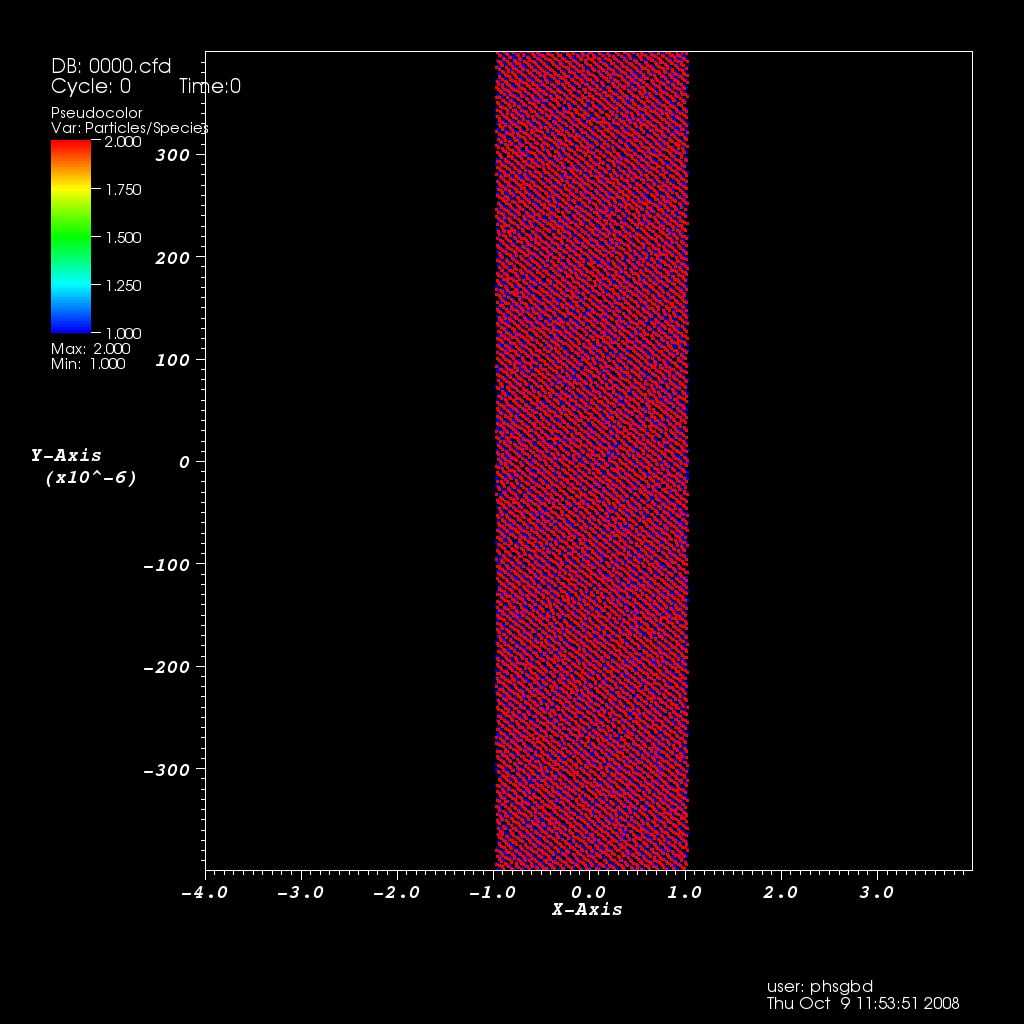 DB: 0000.cfd
Cycle: 0 Time:0
Pseudocolor
Var: Particles/Species
2.000
1.750
1.500
1.250
1.000
Max: 2.000
Min: 1.000
300
200
100
0
-100
-200
-300
Y-Axis
(x10^-6)
-4.0 -3.0 -2.0 -1.0 0.0 1.0 2.0 3.0
X-Axis
user: phsgbd
Thu Oct 9 11:53:51 2008